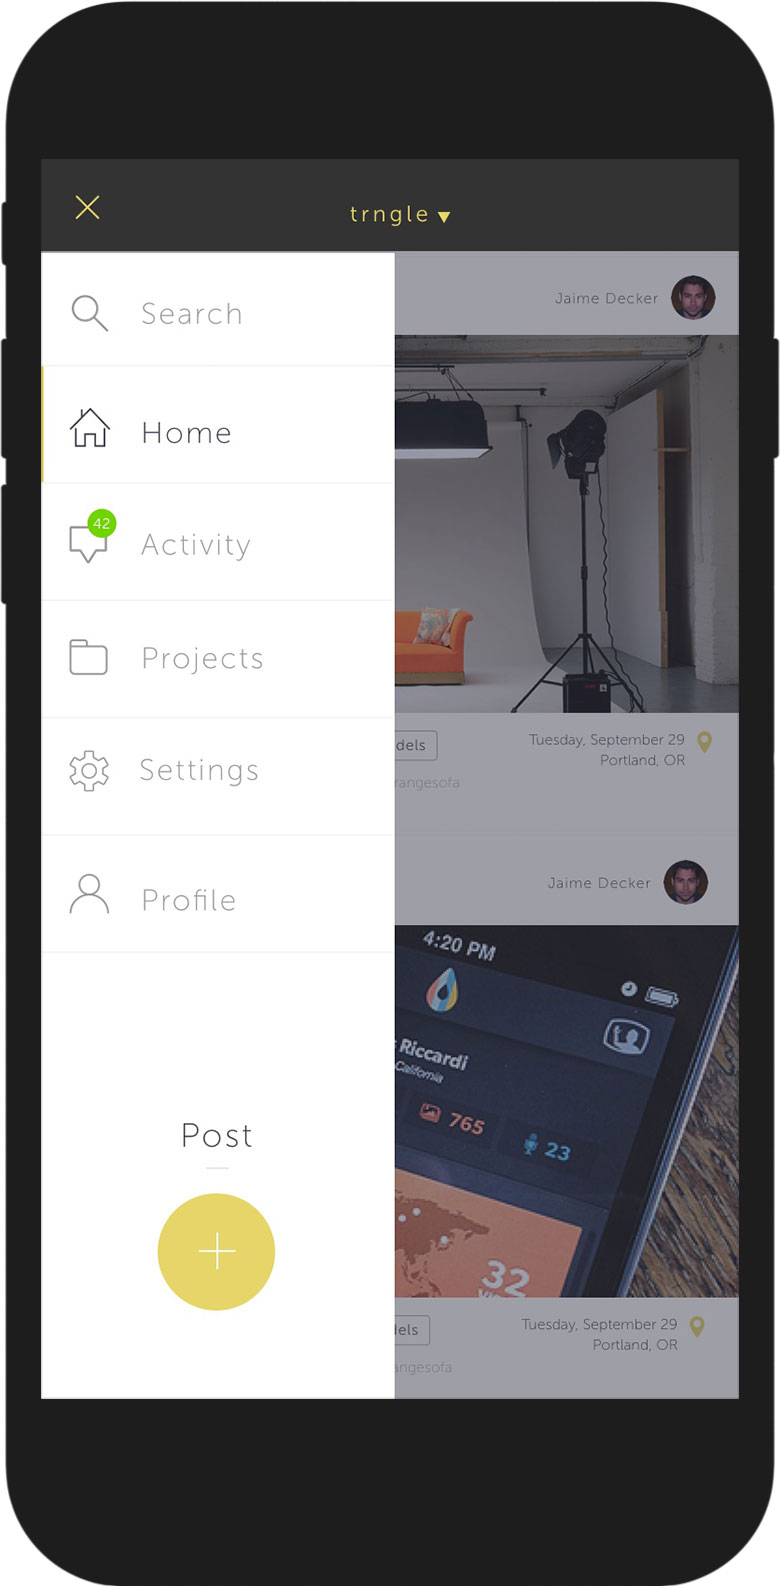 trngle
Search
Home
42
Activity
Projects
Settings
Profile
Post
Jaime Decker
dels
Tuesday, September 29
Portland, OR
rangesofa
Jaime Decker
4:20 PM
Riccardi
California
765
23
32
Tuesday, September 29
Portland, OR
angesofa